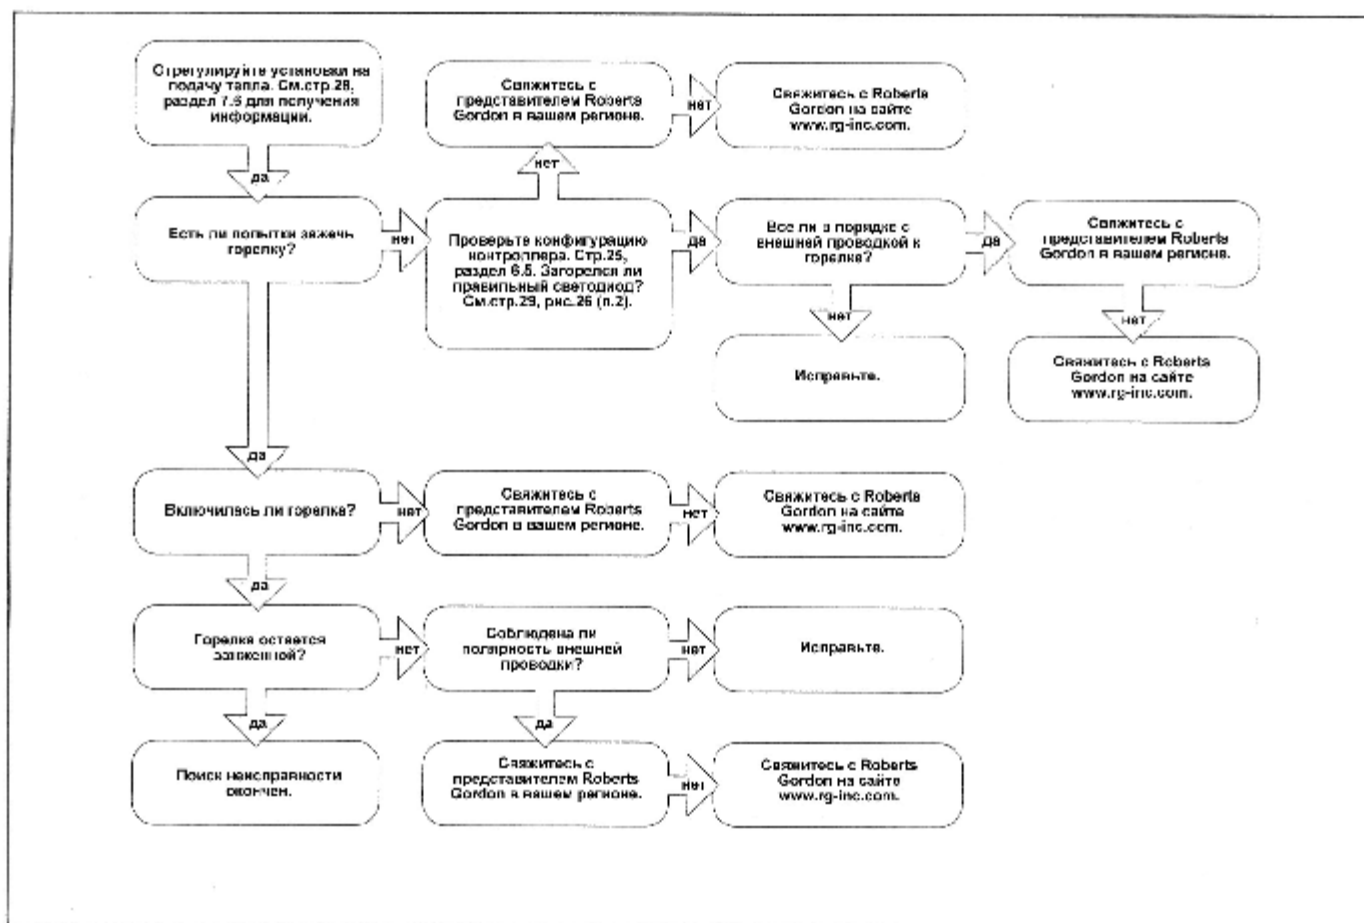 Отрегулируйте установки на
подачу тепла. См.стр.28,
раздел 7.6 для получения
информации.
да
Свяжитесь с
представителем Roberts
Gordon в вашем регионе.
нет
Свяжитесь с Roberts
Gordon на сайте
www.rg-inc.com.
нет
Есть ли попытки зажечь
горелку?
нет
Проверьте конфигурацию
контроллера. Стр.25,
раздел 6.5. Загорелся ли
правильный светодиод?
См.стр.29, рис.26 (п.2).
да
Все ли в порядке с
внешней проводкой к
горелке?
да
Свяжитесь с
представителем Roberts
Gordon в вашем регионе.
нет
нет
Исправьте.
Свяжитесь с Roberts
Gordon на сайте
www.rg-inc.com.
да
Включилась ли горелка?
нет
Свяжитесь с
представителем Roberts
Gordon в вашем регионе.
нет
Свяжитесь с Roberts
Gordon на сайте
www.rg-inc.com.
да
Горелка остается
зажженной?
нет
Соблюдена ли
полярность внешней
проводки?
нет
Исправьте.
да
да
Поиск неисправности
окончен.
Свяжитесь с
представителем Roberts
Gordon в вашем регионе.
нет
Свяжитесь с Roberts
Gordon на сайте
www.rg-inc.com.